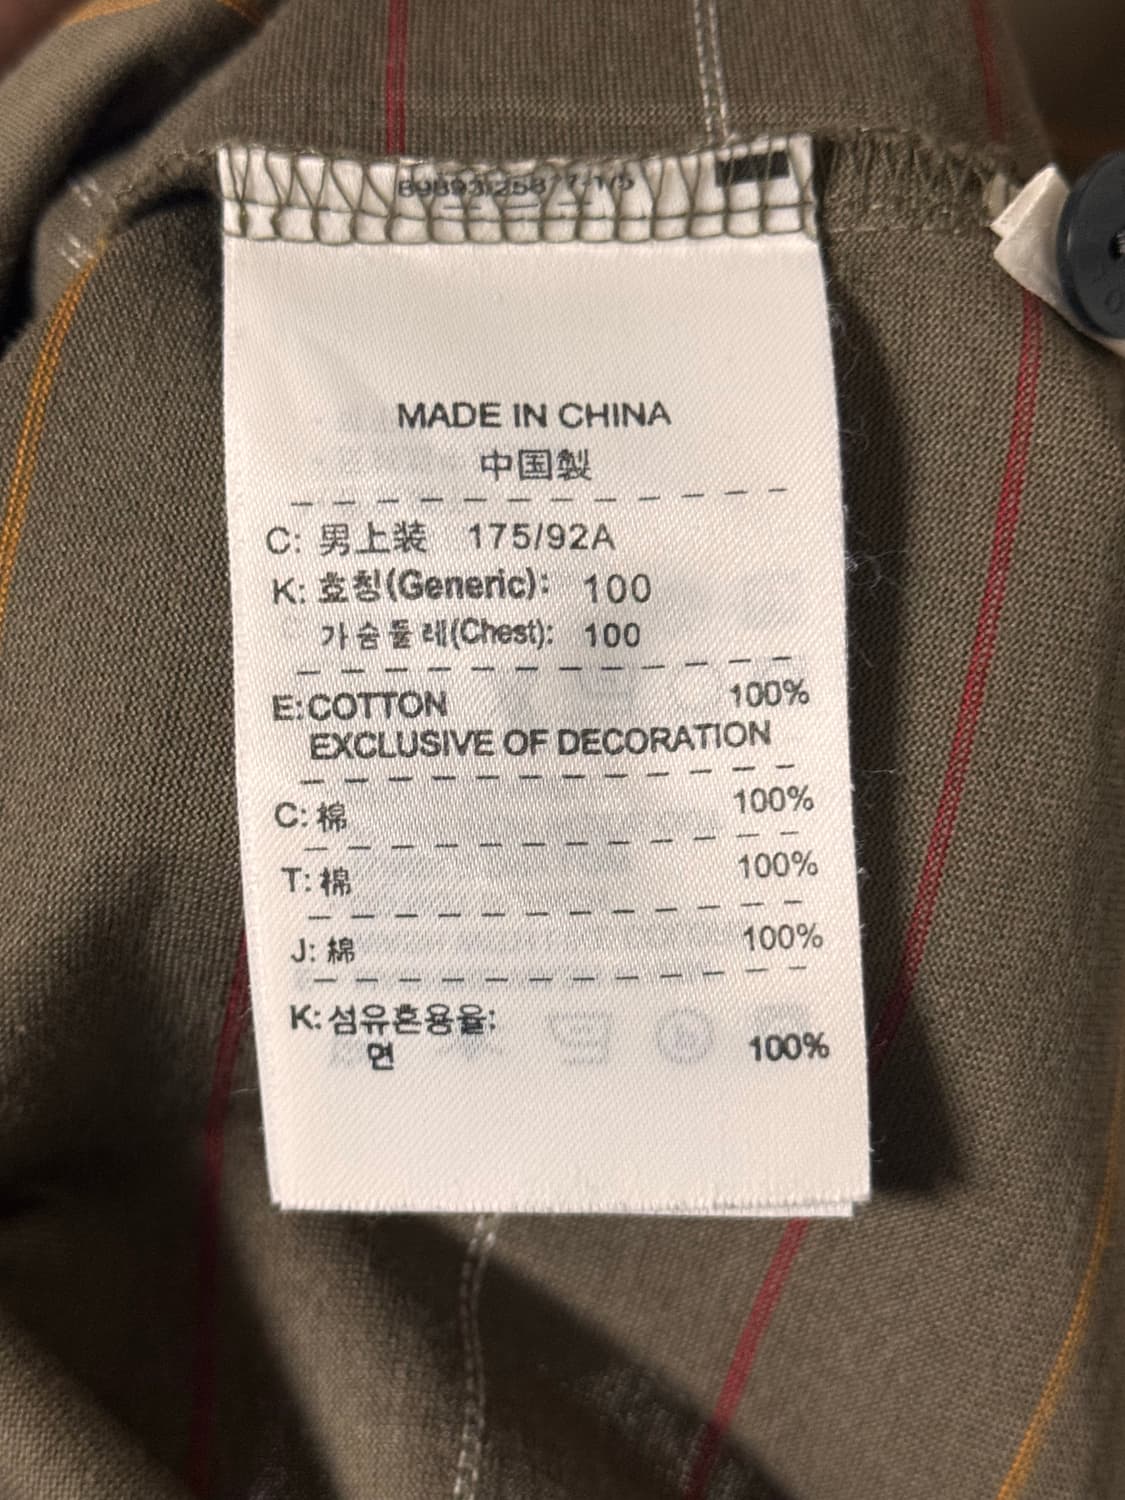 MADE IN CHINA
中国製
C: 男上装 175/92A
K: 호칭(Generic): 100
가슴둘레(Chest): 100
E:COTTON 100%
EXCLUSIVE OF DECORATION
C: 棉 100%
T: 棉 100%
J: 綿 100%
K: 섬유혼용율:
면 100%